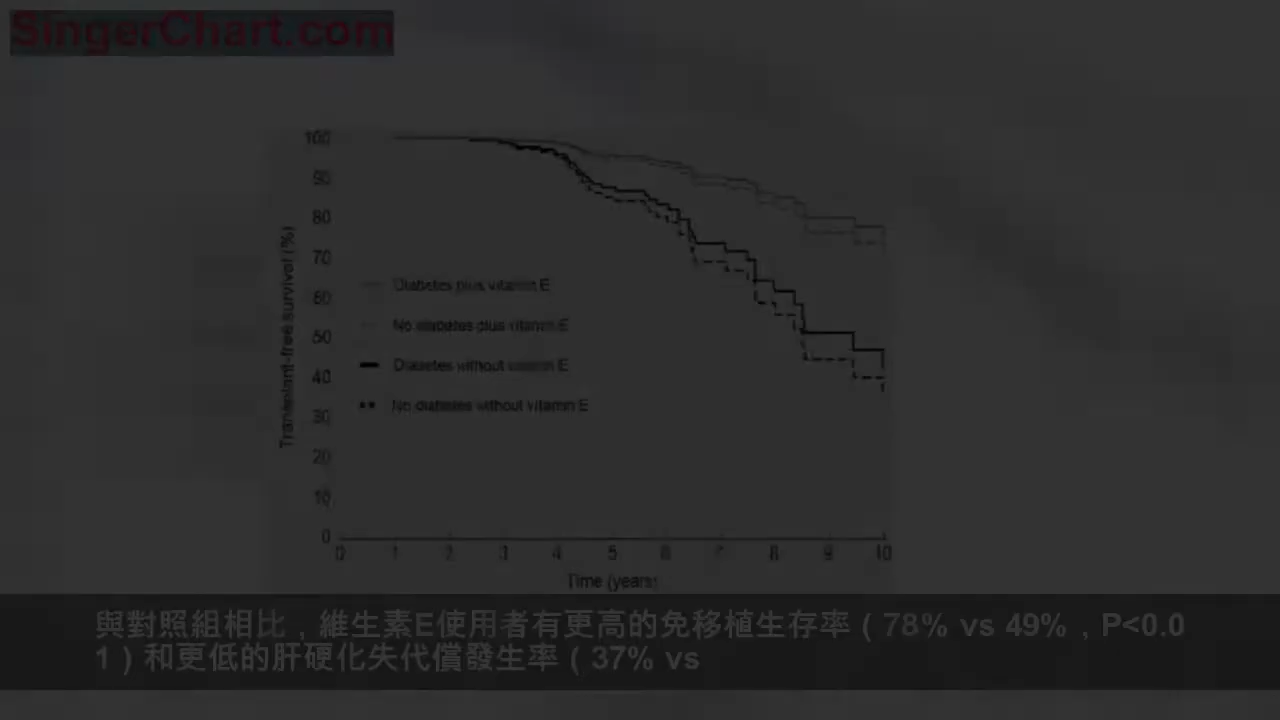 SingerChart.com
100
90
80
70
60
50
40
30
20
10
0
Transplant-free survival (%)
Diabetes plus vitamin E
No diabetes plus vitamin E
Diabetes without vitamin E
No diabetes without vitamin E
0 1 2 3 4 5 6 7 8 9 10
Time (years)
與對照組相比，維生素E使用者有更高的免移植生存率（78% vs 49%，P<0.0
1）和更低的肝硬化失代償發生率（37% vs